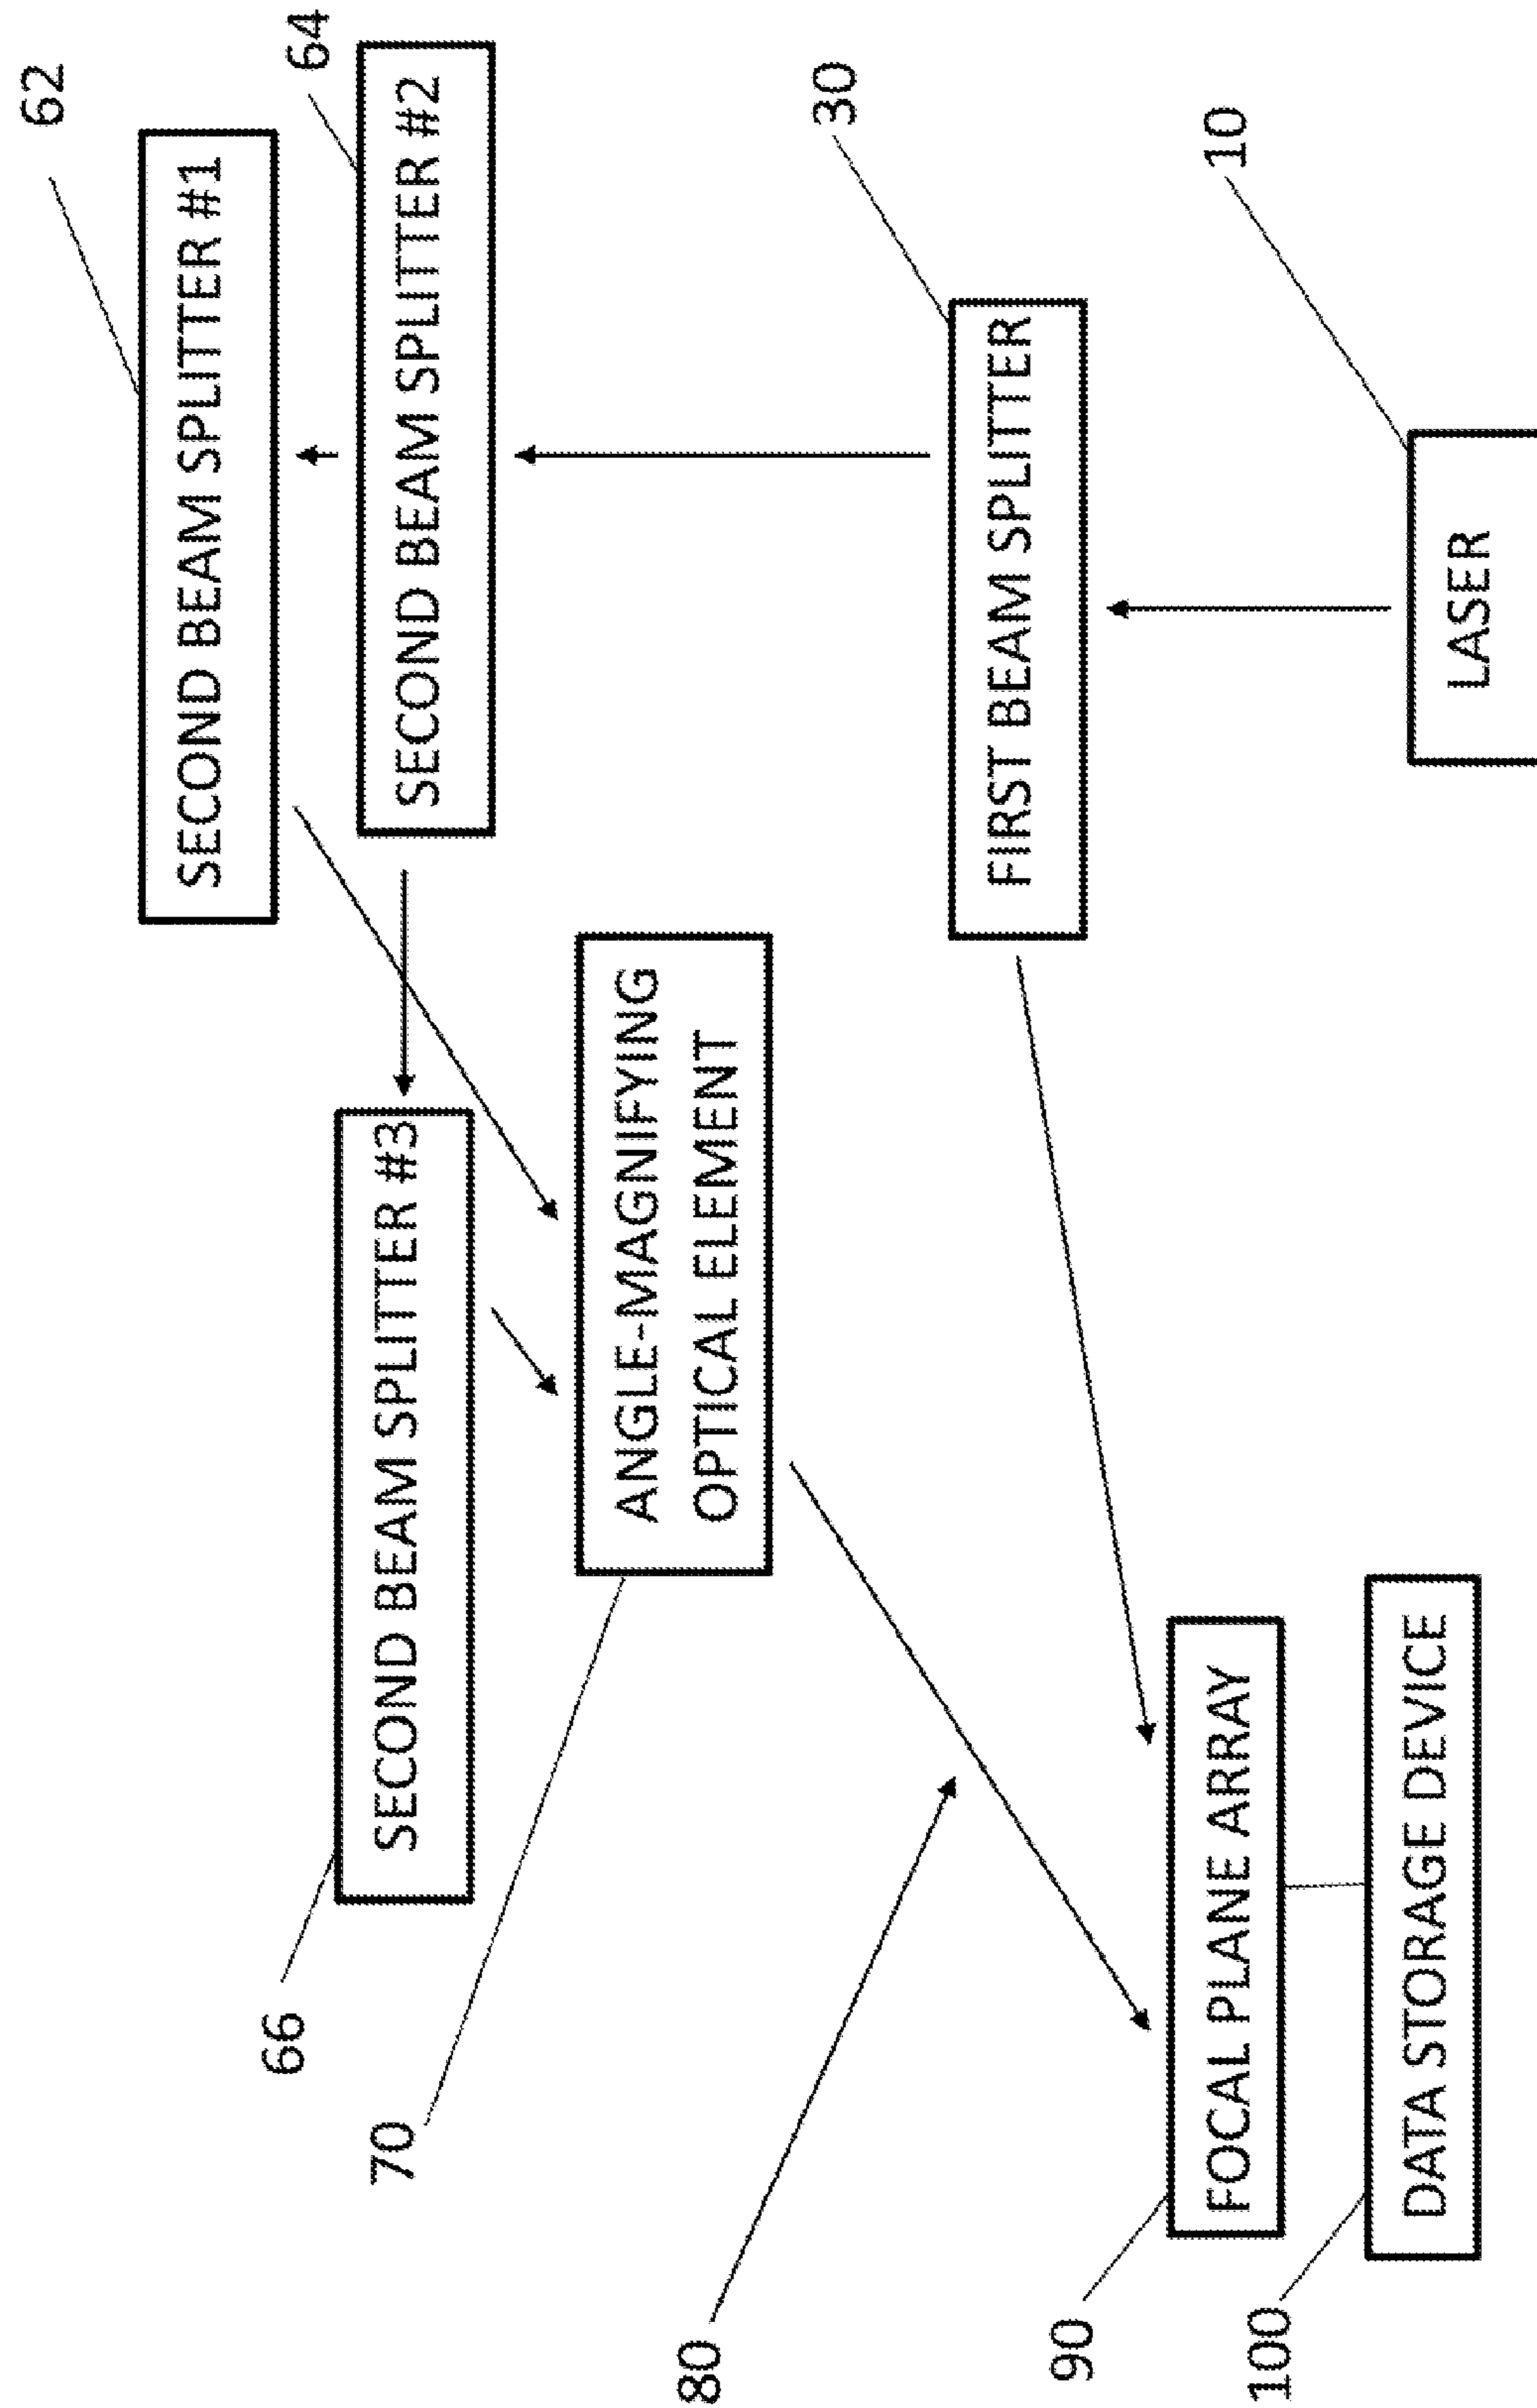 62
SECOND BEAM SPLITTER #1
64
SECOND BEAM SPLITTER #2
66
SECOND BEAM SPLITTER #3
70
ANGLE-MAGNIFYING
OPTICAL ELEMENT
30
FIRST BEAM SPLITTER
10
LASER
80
90
FOCAL PLANE ARRAY
100
DATA STORAGE DEVICE